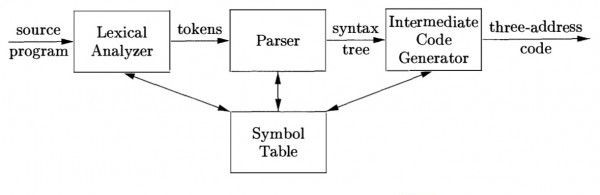 source
program
Lexical
Analyzer
tokens
Parser
syntax
tree
Intermediate
Code
Generator
three-address
code
Symbol
Table